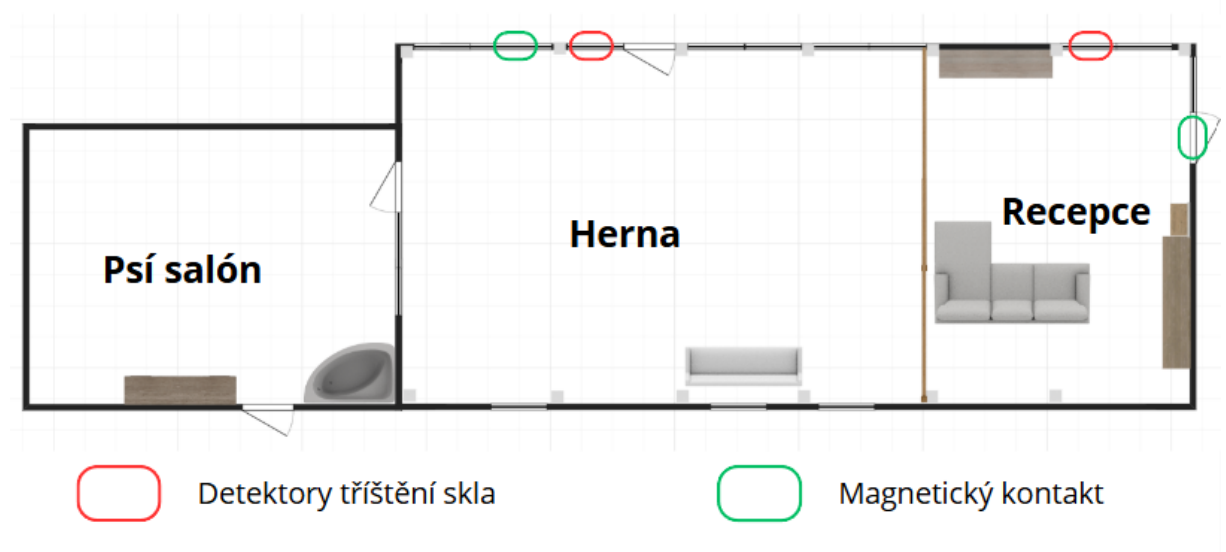 Recepce
Herna
Psí salón
Detektory tříštění skla
Magnetický kontakt